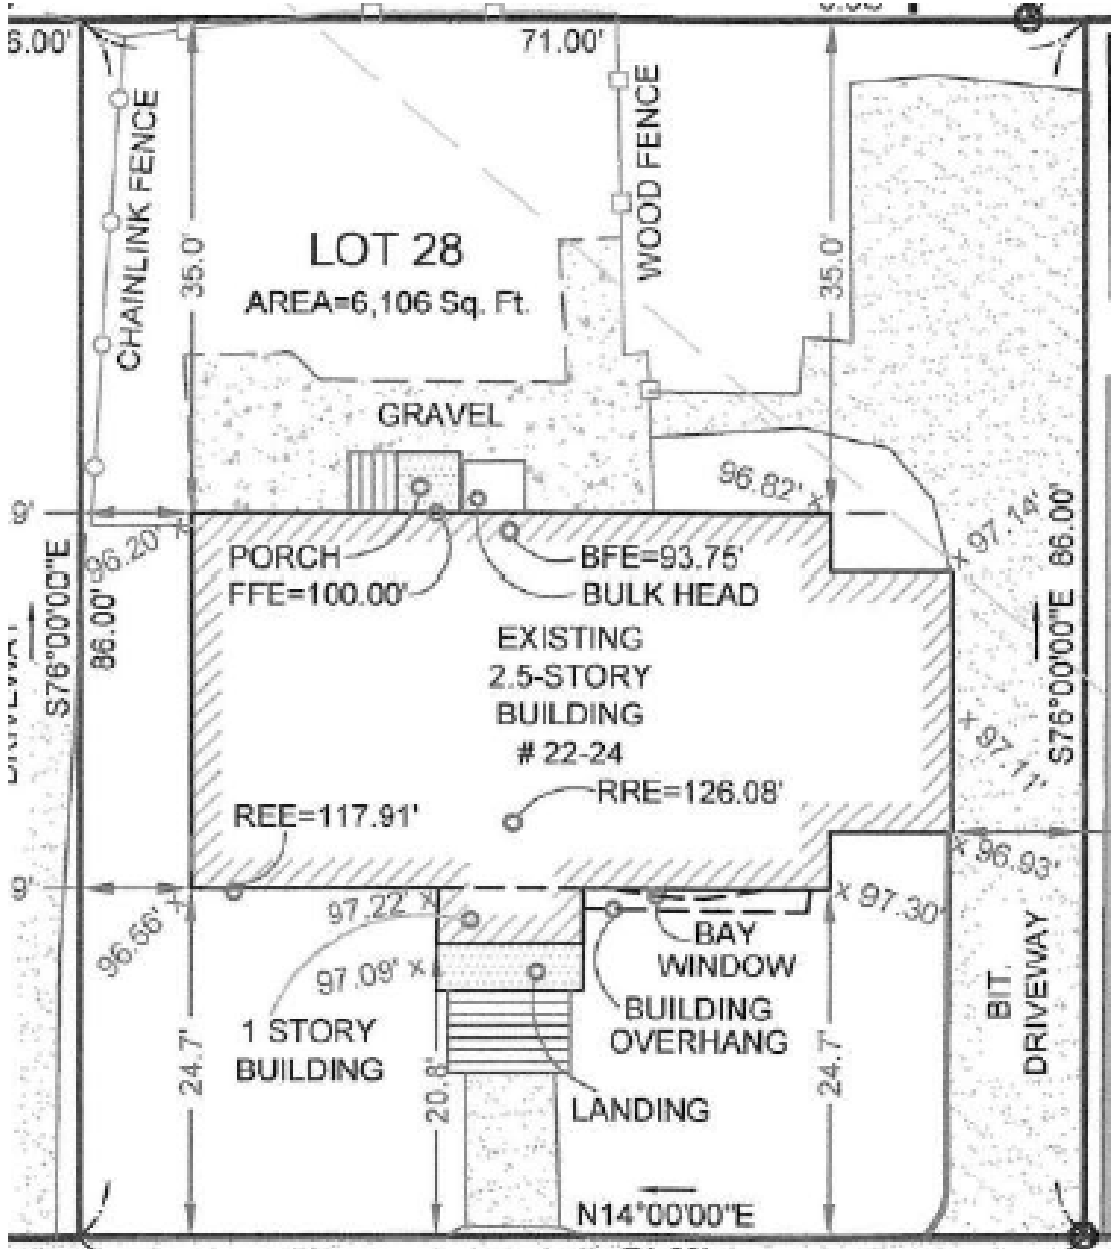 71.00'
CHAINLINK FENCE
WOOD FENCE
35.0'
35.0'
LOT 28
AREA=6,106 Sq. Ft.
GRAVEL
96.82' x
x 97.14'
96.20' x
S76°00'00"E 86.00'
S76°00'00"E 86.00'
PORCH
FFE=100.00'
BFE=93.75'
BULK HEAD
EXISTING
2.5-STORY
BUILDING
# 22-24
x 97.11'
RRE=126.08'
REE=117.91'
x 96.93'
97.22' x
x 97.30'
96.66' x
BAY
WINDOW
97.09' x
BUILDING
OVERHANG
1 STORY
BUILDING
BIT.
DRIVEWAY
24.7'
20.8'
24.7'
LANDING
N14°00'00"E